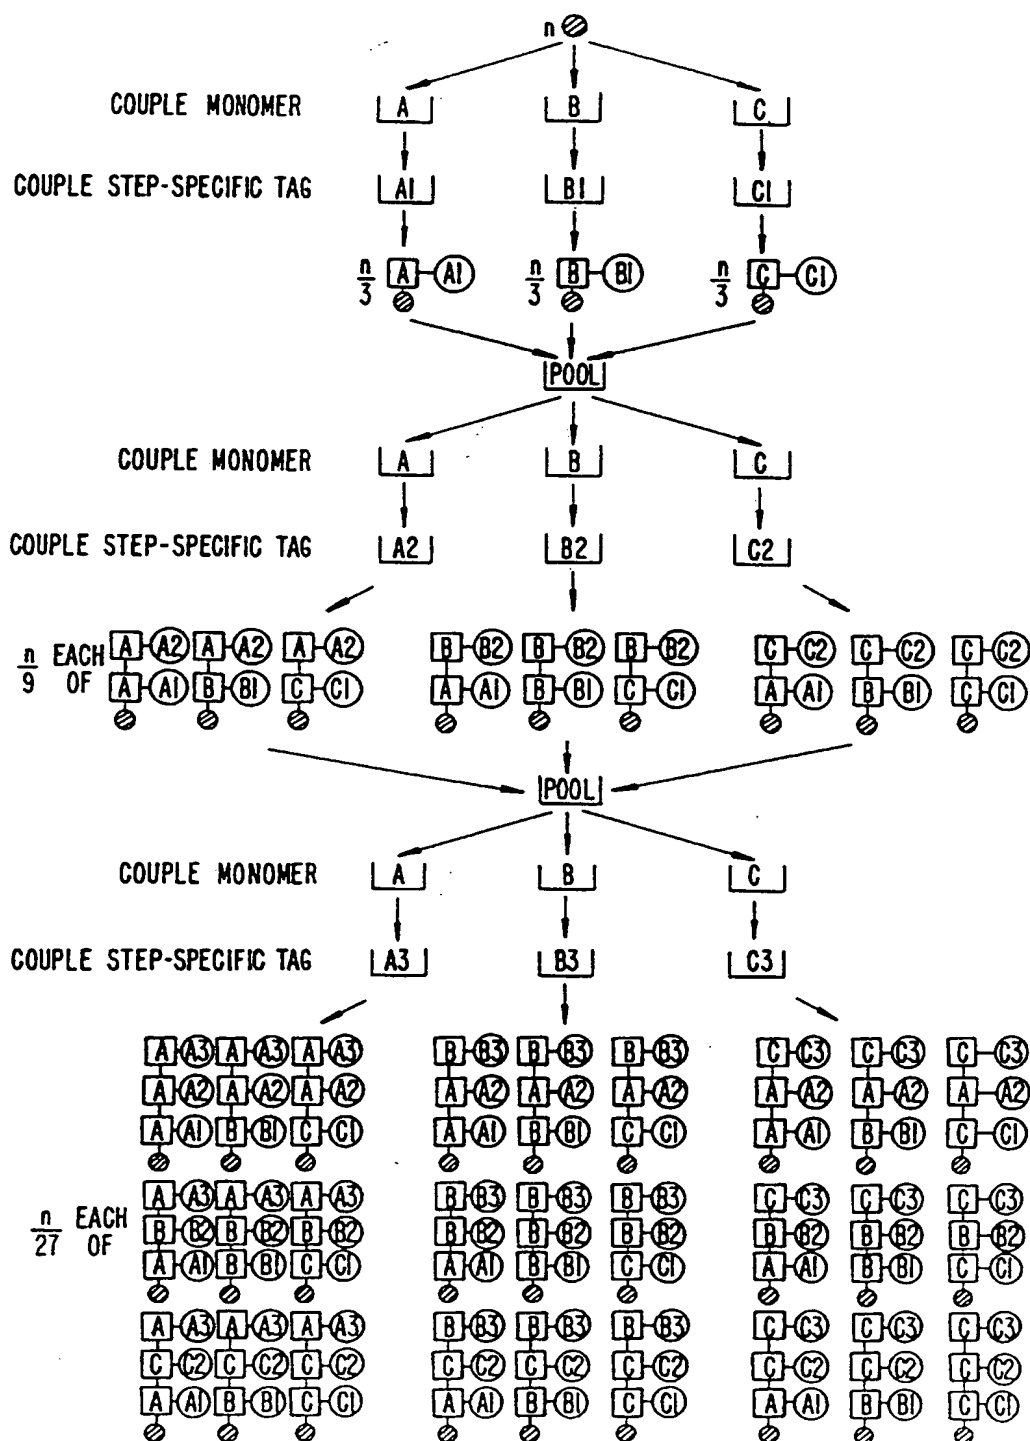 n
COUPLE MONOMER A B C
COUPLE STEP-SPECIFIC TAG A1 B1 C1
n/3 A A1 n/3 B B1 n/3 C C1
POOL
COUPLE MONOMER A B C
COUPLE STEP-SPECIFIC TAG A2 B2 C2
n/9 EACH OF
A A2 A A2 A A2 B B2 B B2 B B2 C C2 C C2 C C2
A A1 B B1 C C1 A A1 B B1 C C1 A A1 B B1 C C1
POOL
COUPLE MONOMER A B C
COUPLE STEP-SPECIFIC TAG A3 B3 C3
A A3 A A3 A A3 B B3 B B3 B B3 C C3 C C3 C C3
A A2 A A2 A A2 A A2 A A2 A A2 A A2 A A2 A A2
A A1 B B1 C C1 A A1 B B1 C C1 A A1 B B1 C C1
n/27 EACH OF
A A3 A A3 A A3 B B3 B B3 B B3 C C3 C C3 C C3
B B2 B B2 B B2 B B2 B B2 B B2 B B2 B B2 B B2
A A1 B B1 C C1 A A1 B B1 C C1 A A1 B B1 C C1
A A3 A A3 A A3 B B3 B B3 B B3 C C3 C C3 C C3
C C2 C C2 C C2 C C2 C C2 C C2 C C2 C C2 C C2
A A1 B B1 C C1 A A1 B B1 C C1 A A1 B B1 C C1